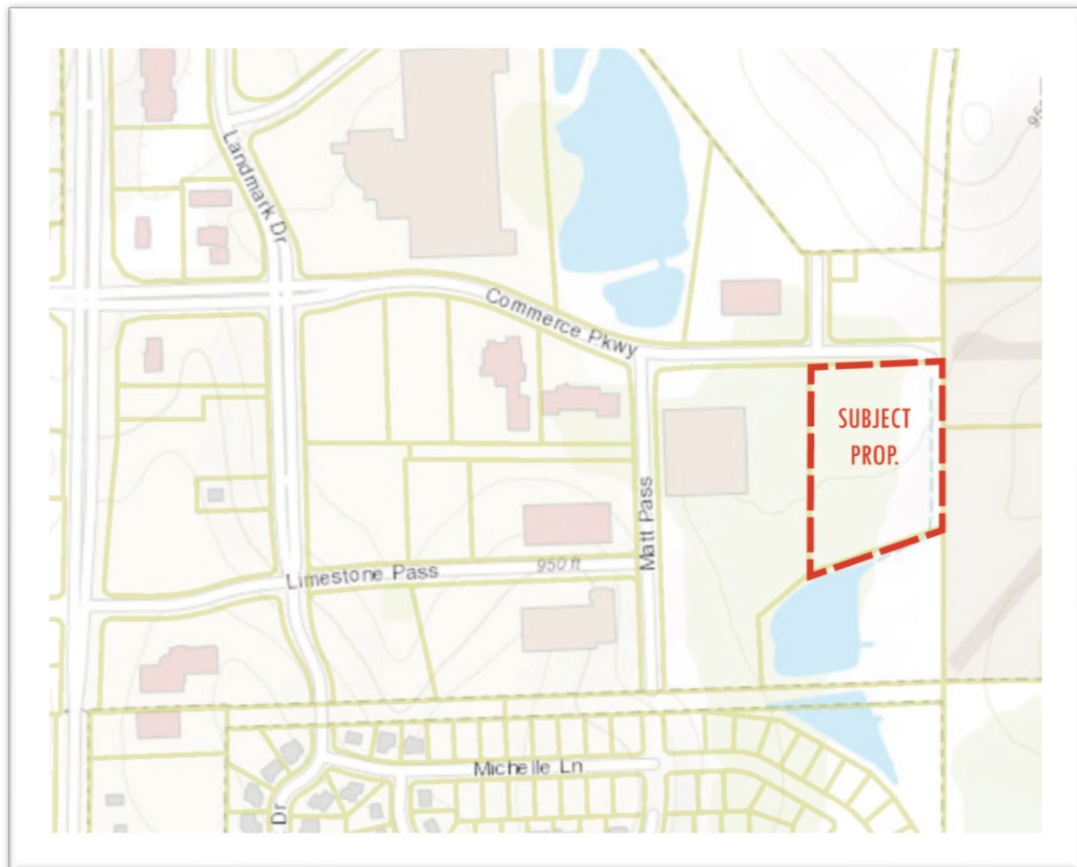 Landmark Dr
Commerce Pkwy
SUBJECT
PROP.
Matt Pass
Limestone Pass
950 ft
Michelle Ln
Dr